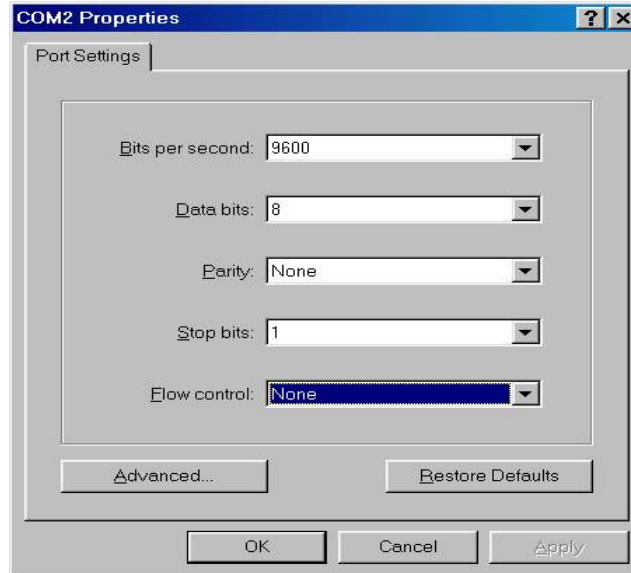 COM2 Properties
Port Settings
Bits per second: 9600
Data bits: 8
Parity: None
Stop bits: 1
Flow control: None
Advanced... Restore Defaults
OK Cancel Apply